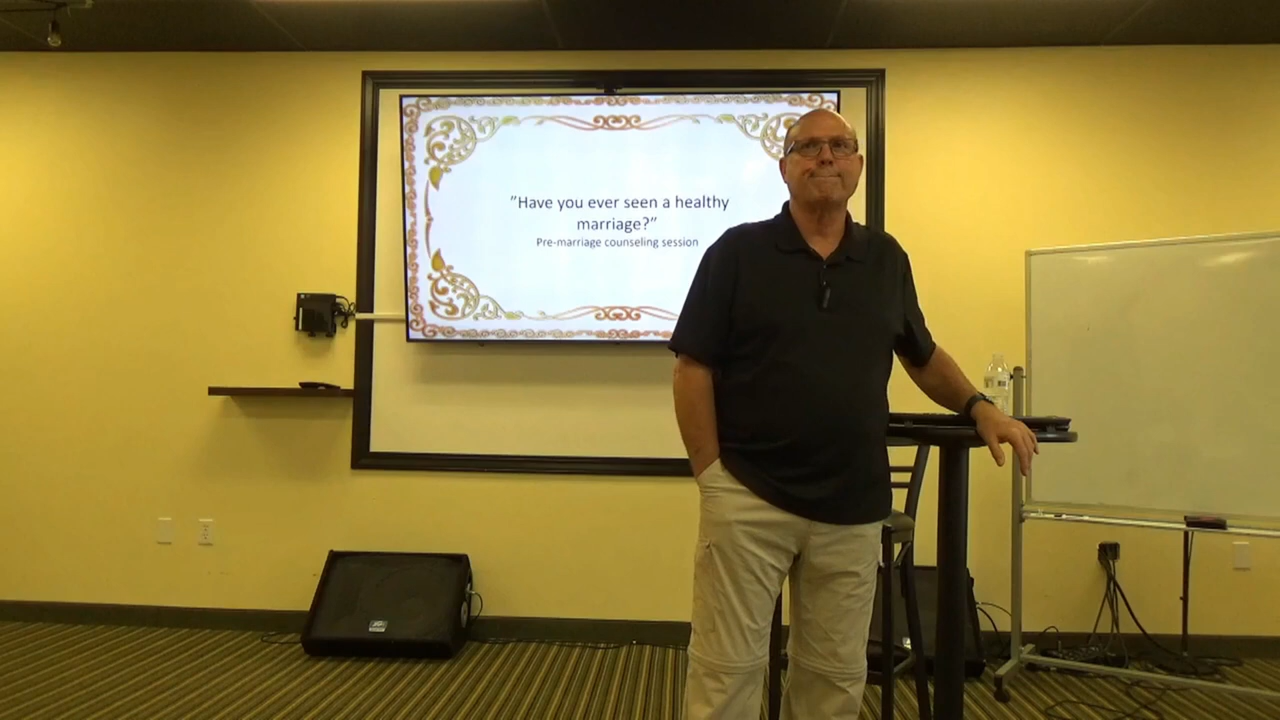 ”Have you ever seen a healthy
marriage?”
Pre-marriage counseling session